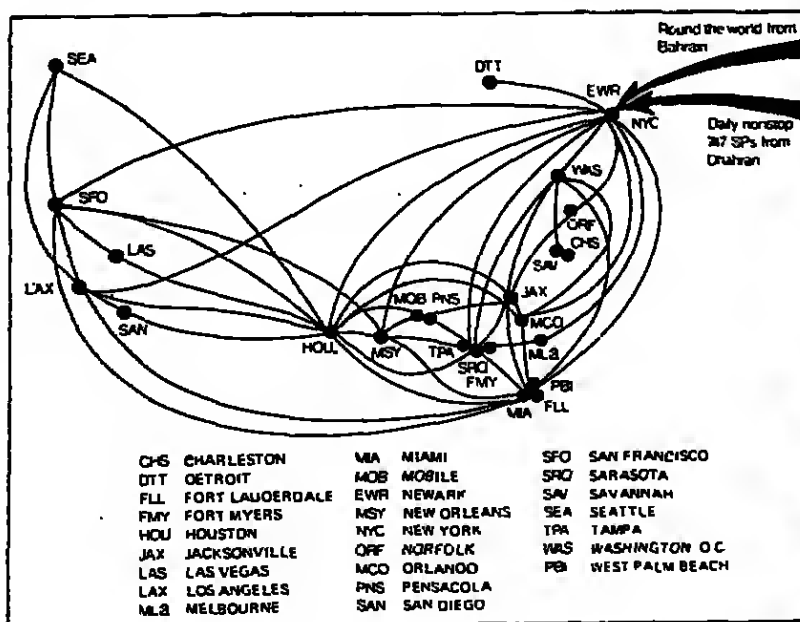 Round the world from
Bahrain
SEA
DTT
EWR
NYC
Daily nonstop
747 SPs from
Dhahran
WAS
SFO
ORF
LAS
CHS
SAV
LAX
JAX
MOB PNS
MCO
SAN
HOU
MSY
TPA
SRQ
MLB
FMY
PBI
MIA
FLL
CHS CHARLESTON
DTT DETROIT
FLL FORT LAUDERDALE
FMY FORT MYERS
HOU HOUSTON
JAX JACKSONVILLE
LAS LAS VEGAS
LAX LOS ANGELES
MLB MELBOURNE
MIA MIAMI
MOB MOBILE
EWR NEWARK
MSY NEW ORLEANS
NYC NEW YORK
ORF NORFOLK
MCO ORLANDO
PNS PENSACOLA
SAN SAN DIEGO
SFO SAN FRANCISCO
SRQ SARASOTA
SAV SAVANNAH
SEA SEATTLE
TPA TAMPA
WAS WASHINGTON D.C.
PBI WEST PALM BEACH